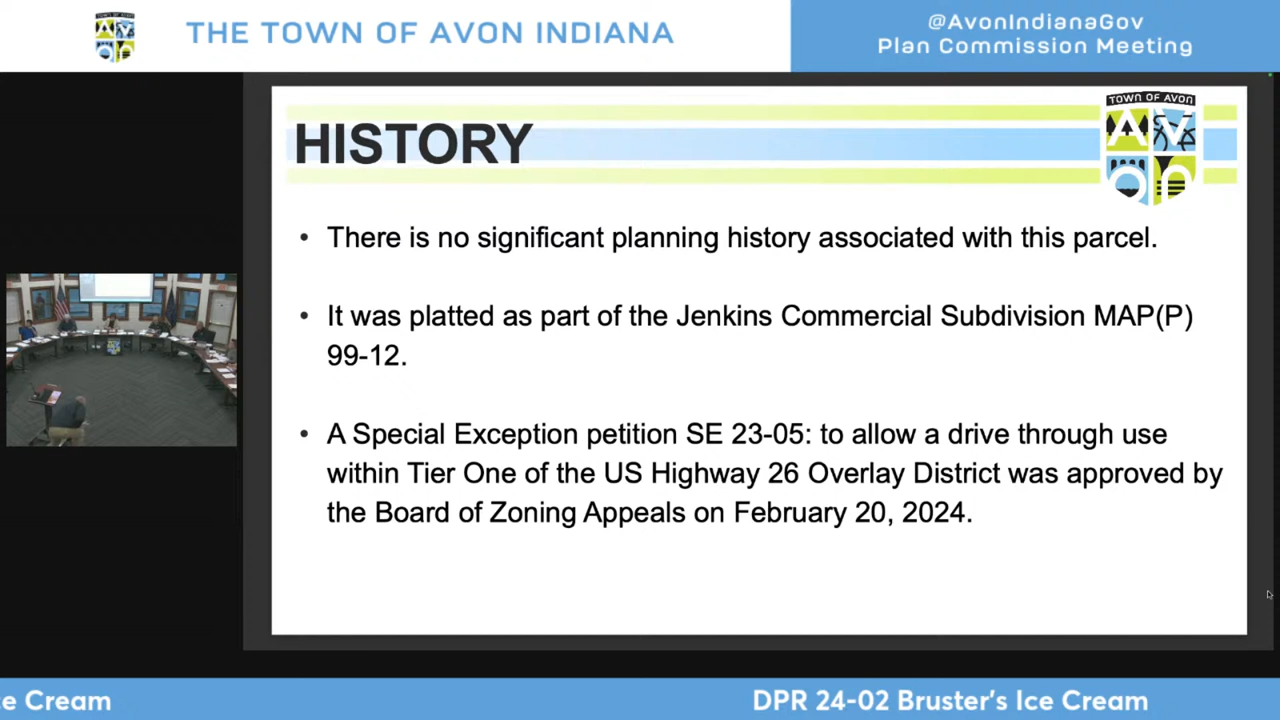 THE TOWN OF AVON INDIANA
@AvonIndianaGov
Plan Commission Meeting
HISTORY
TOWN OF AVON
Avon
• There is no significant planning history associated with this parcel.
• It was platted as part of the Jenkins Commercial Subdivision MAP(P)
99-12.
• A Special Exception petition SE 23-05: to allow a drive through use
within Tier One of the US Highway 26 Overlay District was approved by
the Board of Zoning Appeals on February 20, 2024.
ce Cream
DPR 24-02 Bruster's Ice Cream